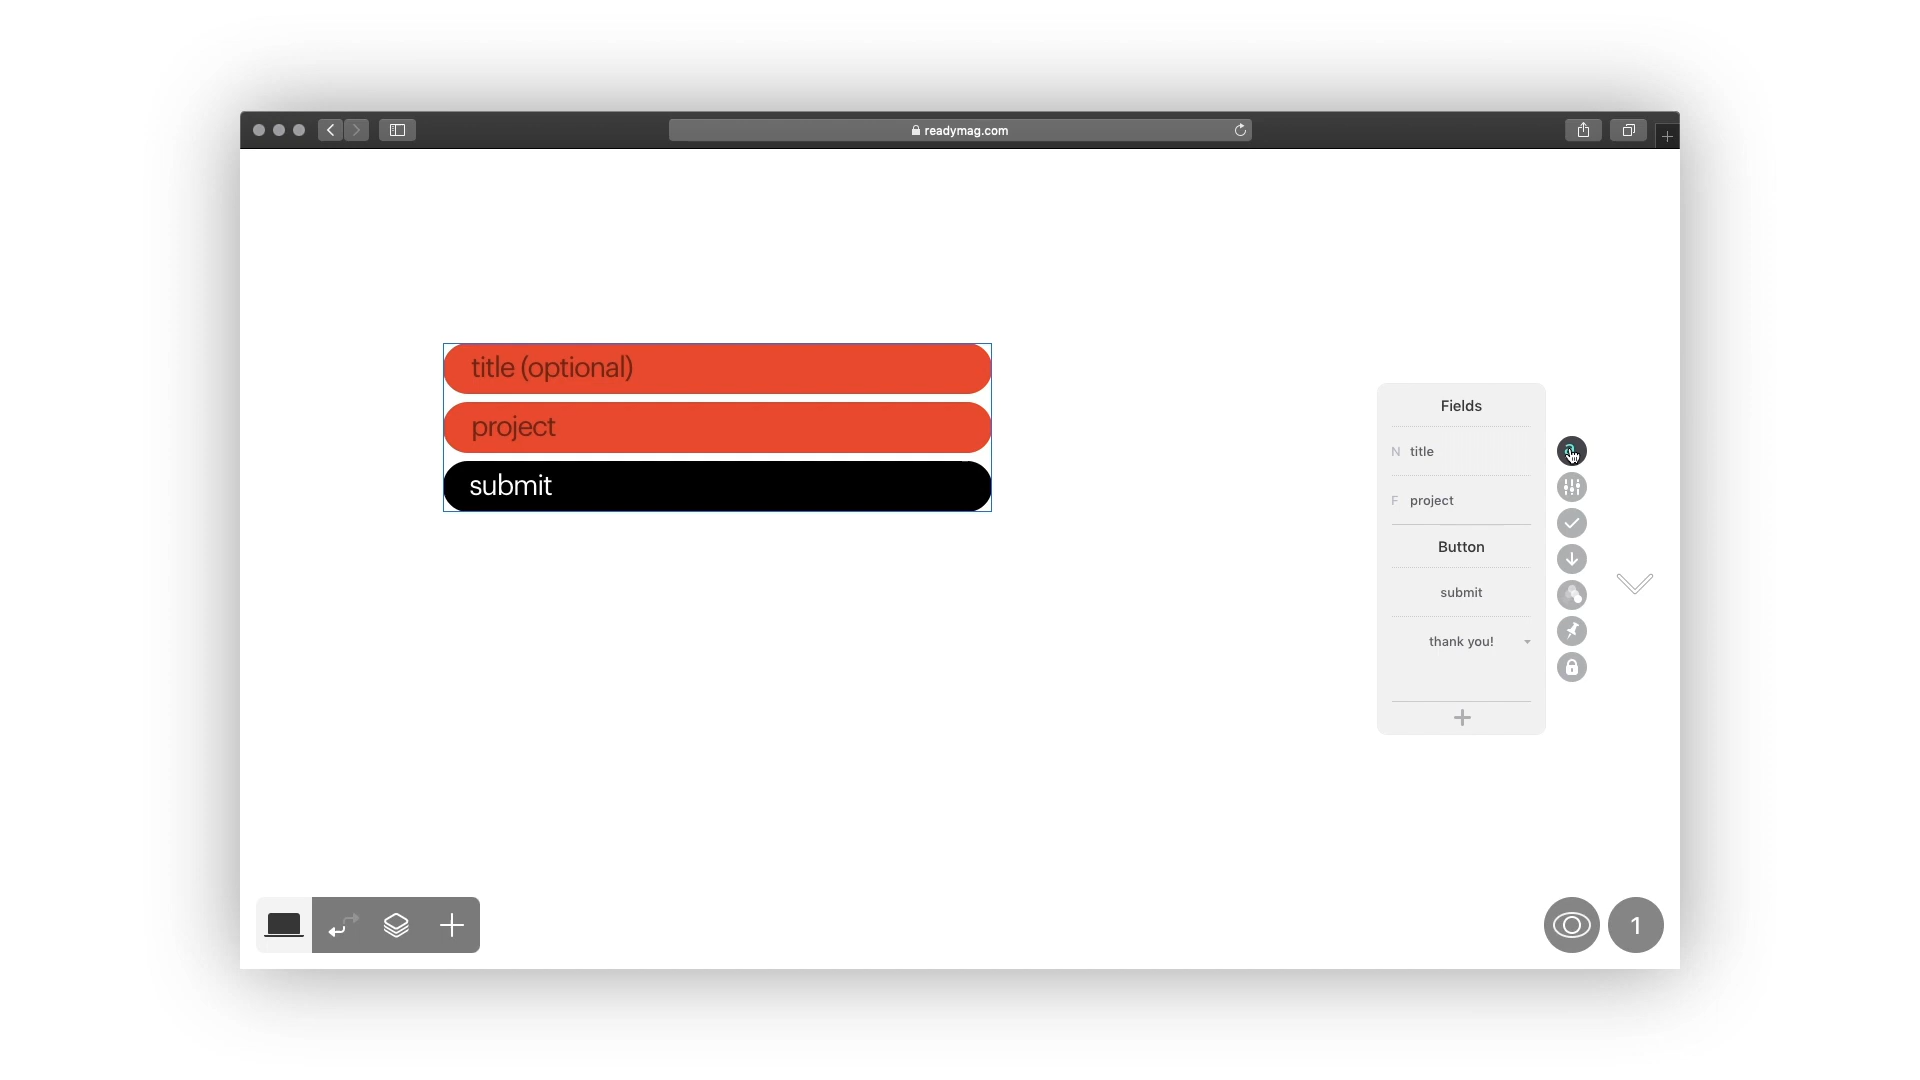 readymag.com
title (optional)
project
submit
Fields
N title
F project
Button
submit
thank you!
1